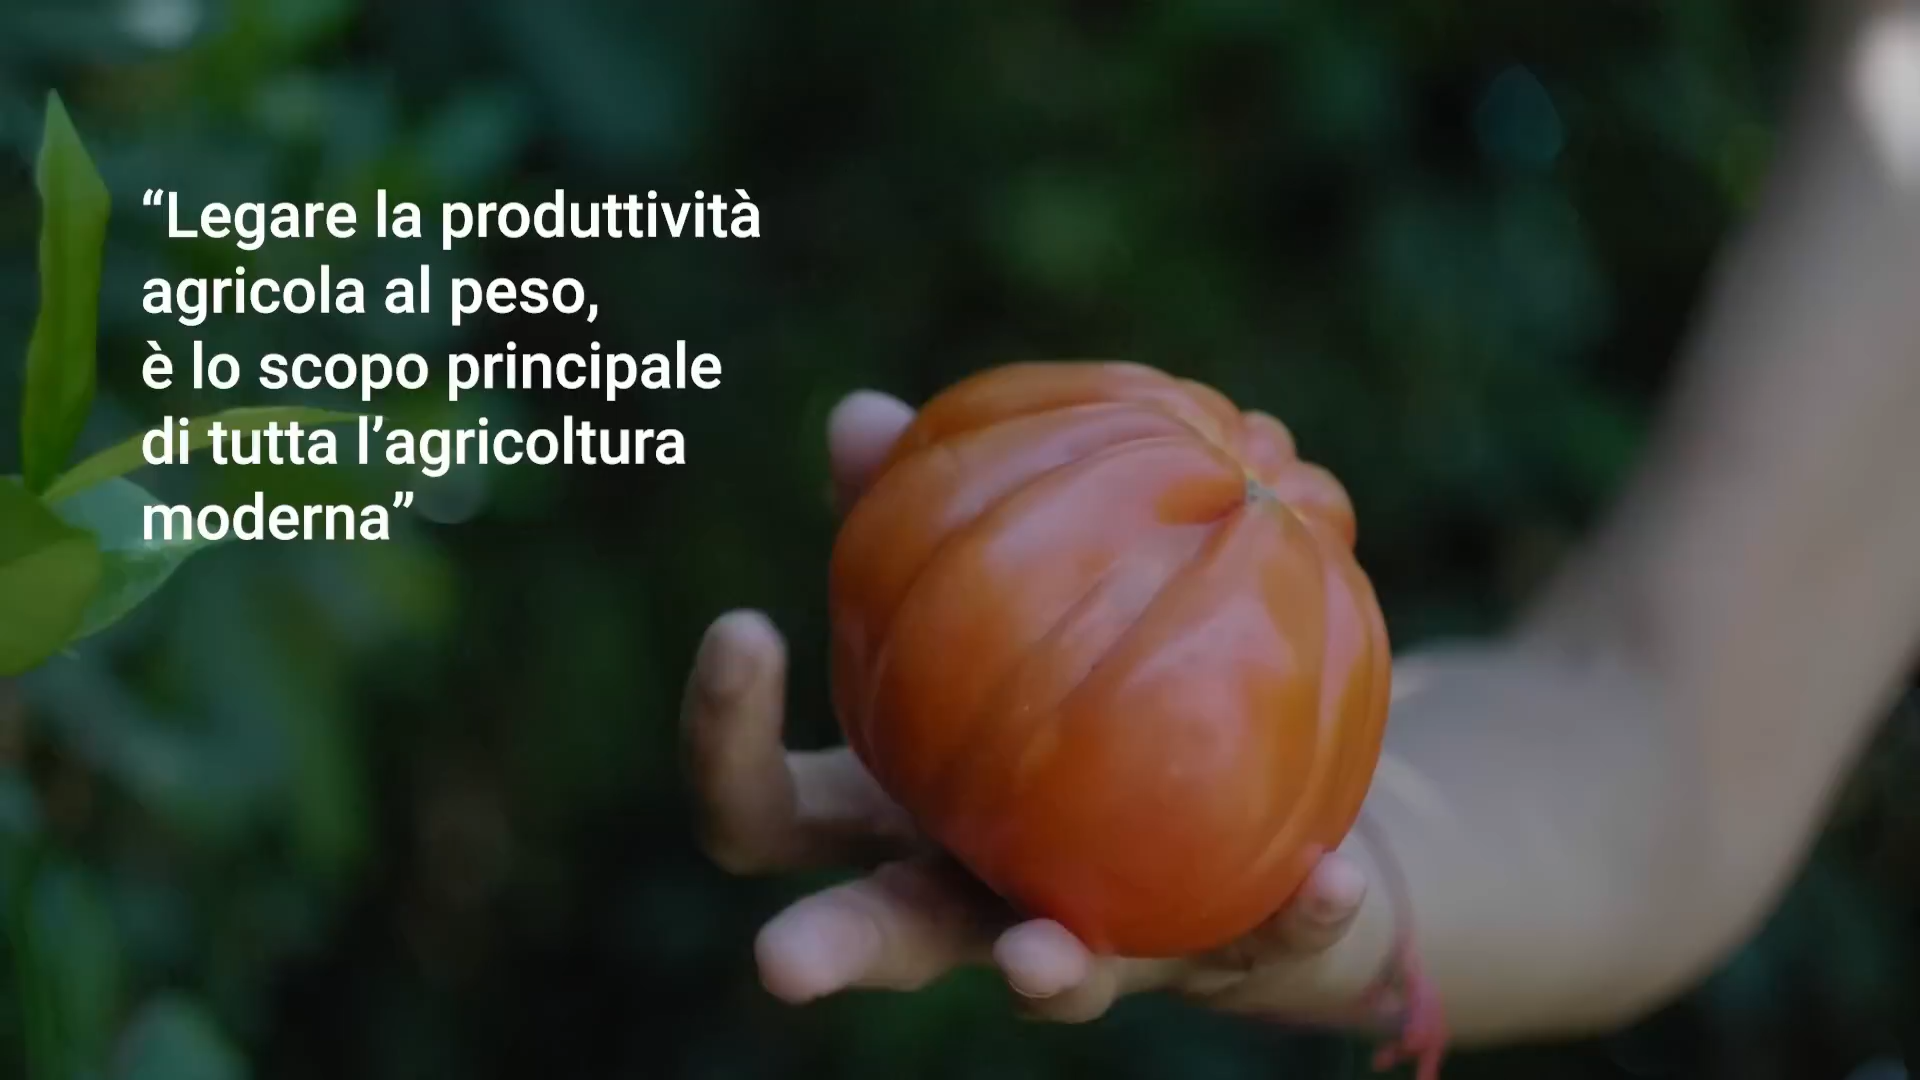 “Legare la produttività
agricola al peso,
è lo scopo principale
di tutta l’agricoltura
moderna”